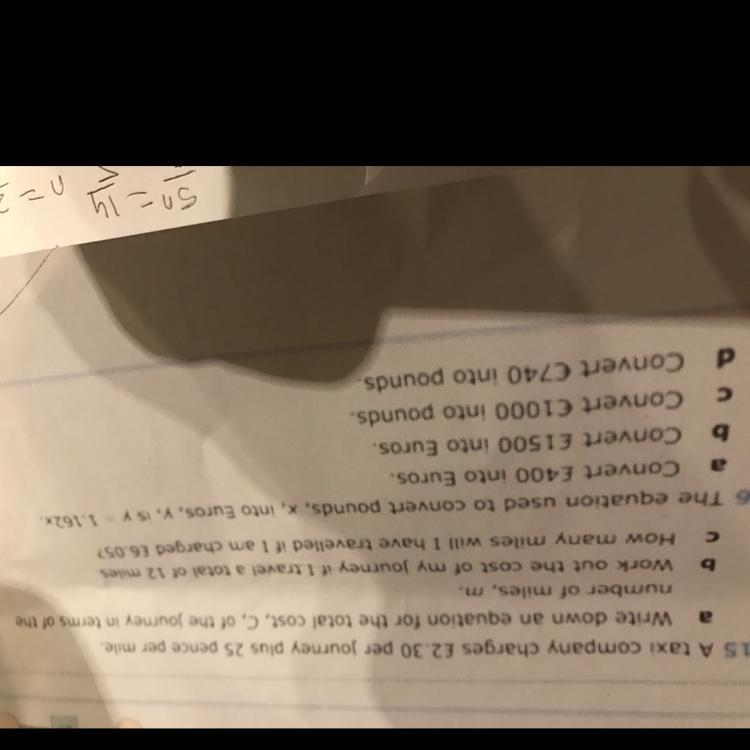 15 A taxi company charges £2.30 per journey plus 25 pence per mile.
a Write down an equation for the total cost, C, of the journey in terms of the
number of miles, m.
b Work out the cost of my journey if I travel a total of 12 miles.
c How many miles will I have travelled if I am charged £6.05?
6 The equation used to convert pounds, x, into Euros, y, is y = 1.162x.
a Convert £400 into Euros.
b Convert £1500 into Euros.
c Convert €1000 into pounds.
d Convert €740 into pounds.
5n = 14 n =